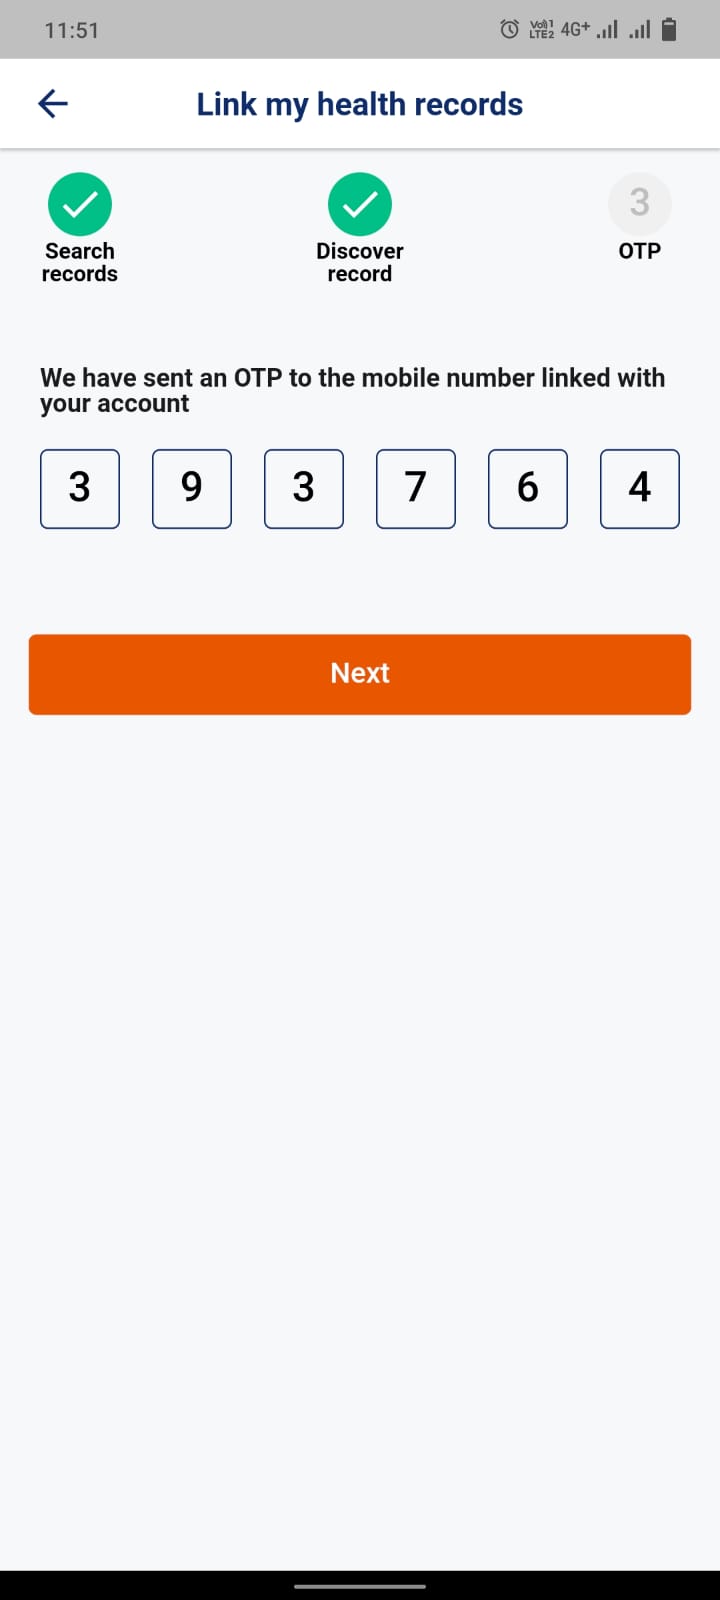 11:51
Vo))1
LTE2 4G+
Link my health records
3
Search
records
Discover
record
OTP
We have sent an OTP to the mobile number linked with
your account
3 9 3 7 6 4
Next